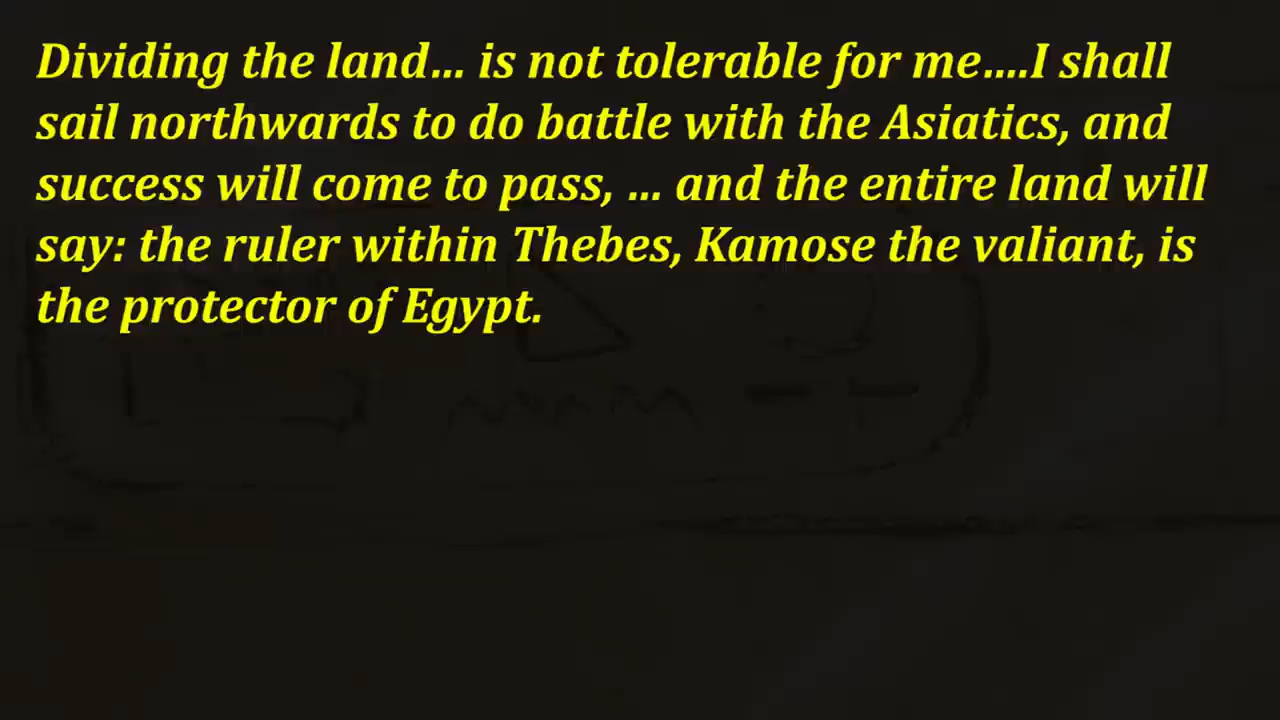 Dividing the land... is not tolerable for me....I shall
sail northwards to do battle with the Asiatics, and
success will come to pass, ... and the entire land will
say: the ruler within Thebes, Kamose the valiant, is
the protector of Egypt.